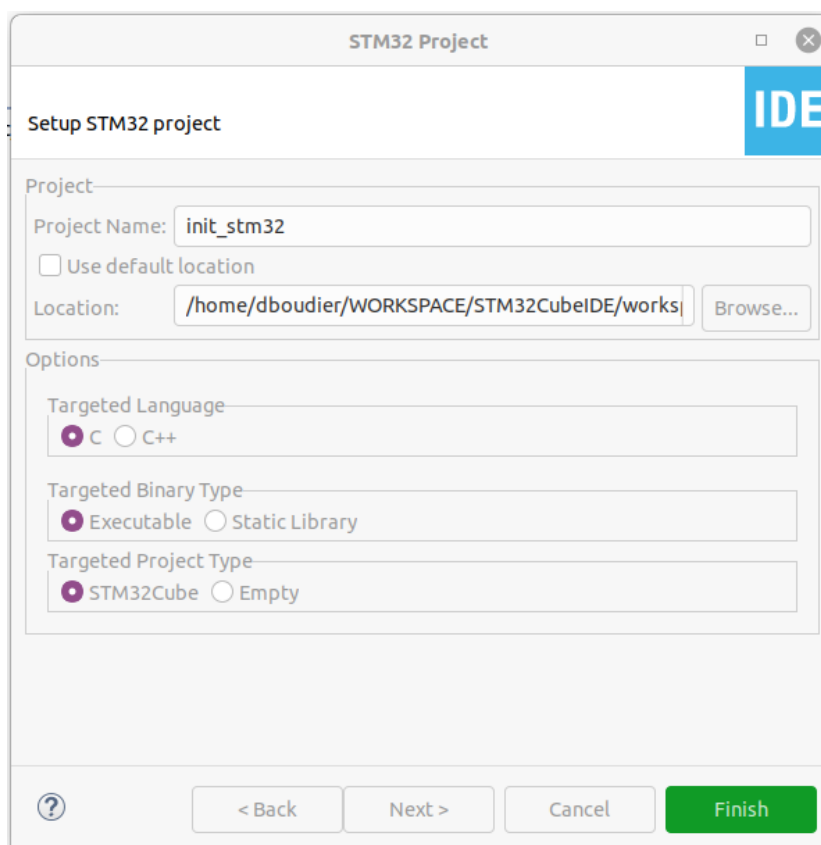 STM32 Project
IDE
Setup STM32 project
Project
Project Name: init_stm32
Use default location
Location: /home/dboudier/WORKSPACE/STM32CubeIDE/works Browse...
Options
Targeted Language
C C++
Targeted Binary Type
Executable Static Library
Targeted Project Type
STM32Cube Empty
? < Back Next > Cancel Finish